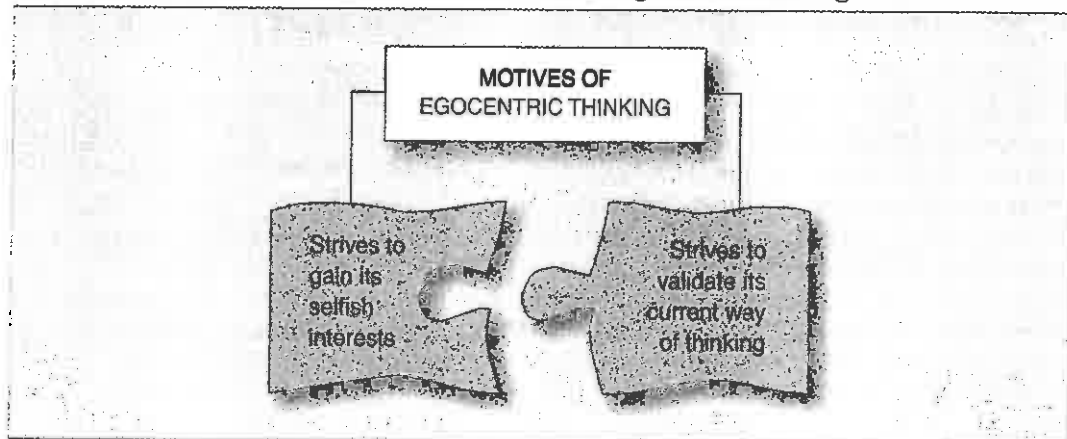 MOTIVES OF
EGOCENTRIC THINKING
Strives to
gain its
selfish
interests
Strives to
validate its
current way
of thinking